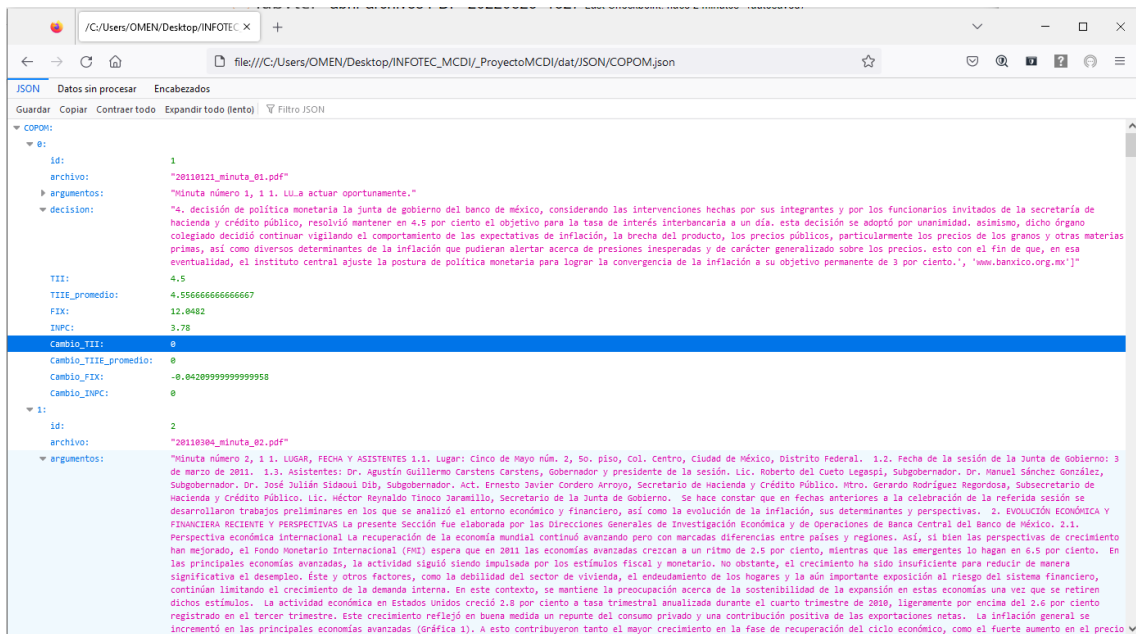 /C:/Users/OMEN/Desktop/INFOTEC
file:///C:/Users/OMEN/Desktop/INFOTEC_MCDI/_ProyectoMCDI/dat/JSON/COPOM.json
JSON Datos sin procesar Encabezados
Guardar Copiar Contraer todo Expandir todo (lento) Filtro JSON
COPOM:
0:
id: 1
archivo: "20110121_minuta_01.pdf"
argumentos: "Minuta número 1, 1 1. LU…a actuar oportunamente."
decision: "4. decisión de política monetaria la junta de gobierno del banco de méxico, considerando las intervenciones hechas por sus integrantes y por los funcionarios invitados de la secretaría de
hacienda y crédito público, resolvió mantener en 4.5 por ciento el objetivo para la tasa de interés interbancaria a un día. esta decisión se adoptó por unanimidad. asimismo, dicho órgano
colegiado decidió continuar vigilando el comportamiento de las expectativas de inflación, la brecha del producto, los precios públicos, particularmente los precios de los granos y otras materias
primas, así como diversos determinantes de la inflación que pudieran alertar acerca de presiones inesperadas y de carácter generalizado sobre los precios. esto con el fin de que, en esa
eventualidad, el instituto central ajuste la postura de política monetaria para lograr la convergencia de la inflación a su objetivo permanente de 3 por ciento.', 'www.banxico.org.mx']"
TII: 4.5
TIIE_promedio: 4.556666666666667
FIX: 12.0482
INPC: 3.78
Cambio_TII: 0
Cambio_TIIE_promedio: 0
Cambio_FIX: -0.04209999999999958
Cambio_INPC: 0
1:
id: 2
archivo: "20110304_minuta_02.pdf"
argumentos: "Minuta número 2, 1 1. LUGAR, FECHA Y ASISTENTES 1.1. Lugar: Cinco de Mayo núm. 2, 5o. piso, Col. Centro, Ciudad de México, Distrito Federal. 1.2. Fecha de la sesión de la Junta de Gobierno: 3
de marzo de 2011. 1.3. Asistentes: Dr. Agustín Guillermo Carstens Carstens, Gobernador y presidente de la sesión. Lic. Roberto del Cueto Legaspi, Subgobernador. Dr. Manuel Sánchez González,
Subgobernador. Dr. José Julián Sidaoui Dib, Subgobernador. Act. Ernesto Javier Cordero Arroyo, Secretario de Hacienda y Crédito Público. Mtro. Gerardo Rodríguez Regordosa, Subsecretario de
Hacienda y Crédito Público. Lic. Héctor Reynaldo Tinoco Jaramillo, Secretario de la Junta de Gobierno. Se hace constar que en fechas anteriores a la celebración de la referida sesión se
desarrollaron trabajos preliminares en los que se analizó el entorno económico y financiero, así como la evolución de la inflación, sus determinantes y perspectivas. 2. EVOLUCIÓN ECONÓMICA Y
FINANCIERA RECIENTE Y PERSPECTIVAS La presente Sección fue elaborada por las Direcciones Generales de Investigación Económica y de Operaciones de Banca Central del Banco de México. 2.1.
Perspectiva económica internacional La recuperación de la economía mundial continuó avanzando pero con marcadas diferencias entre países y regiones. Así, si bien las perspectivas de crecimiento
han mejorado, el Fondo Monetario Internacional (FMI) espera que en 2011 las economías avanzadas crezcan a un ritmo de 2.5 por ciento, mientras que las emergentes lo hagan en 6.5 por ciento. En
las principales economías avanzadas, la actividad siguió siendo impulsada por los estímulos fiscal y monetario. No obstante, el crecimiento ha sido insuficiente para reducir de manera
significativa el desempleo. Éste y otros factores, como la debilidad del sector de vivienda, el endeudamiento de los hogares y la aún importante exposición al riesgo del sistema financiero,
continúan limitando el crecimiento de la demanda interna. En este contexto, se mantiene la preocupación acerca de la sostenibilidad de la expansión en estas economías una vez que se retiren
dichos estímulos. La actividad económica en Estados Unidos creció 2.8 por ciento a tasa trimestral anualizada durante el cuarto trimestre de 2010, ligeramente por encima del 2.6 por ciento
registrado en el tercer trimestre. Este crecimiento reflejó en buena medida un repunte del consumo privado y una contribución positiva de las exportaciones netas. La inflación general se
incrementó en las principales economías avanzadas (Gráfica 1). A esto contribuyeron tanto el mayor crecimiento en la fase de recuperación del ciclo económico, como el fuerte aumento en el precio